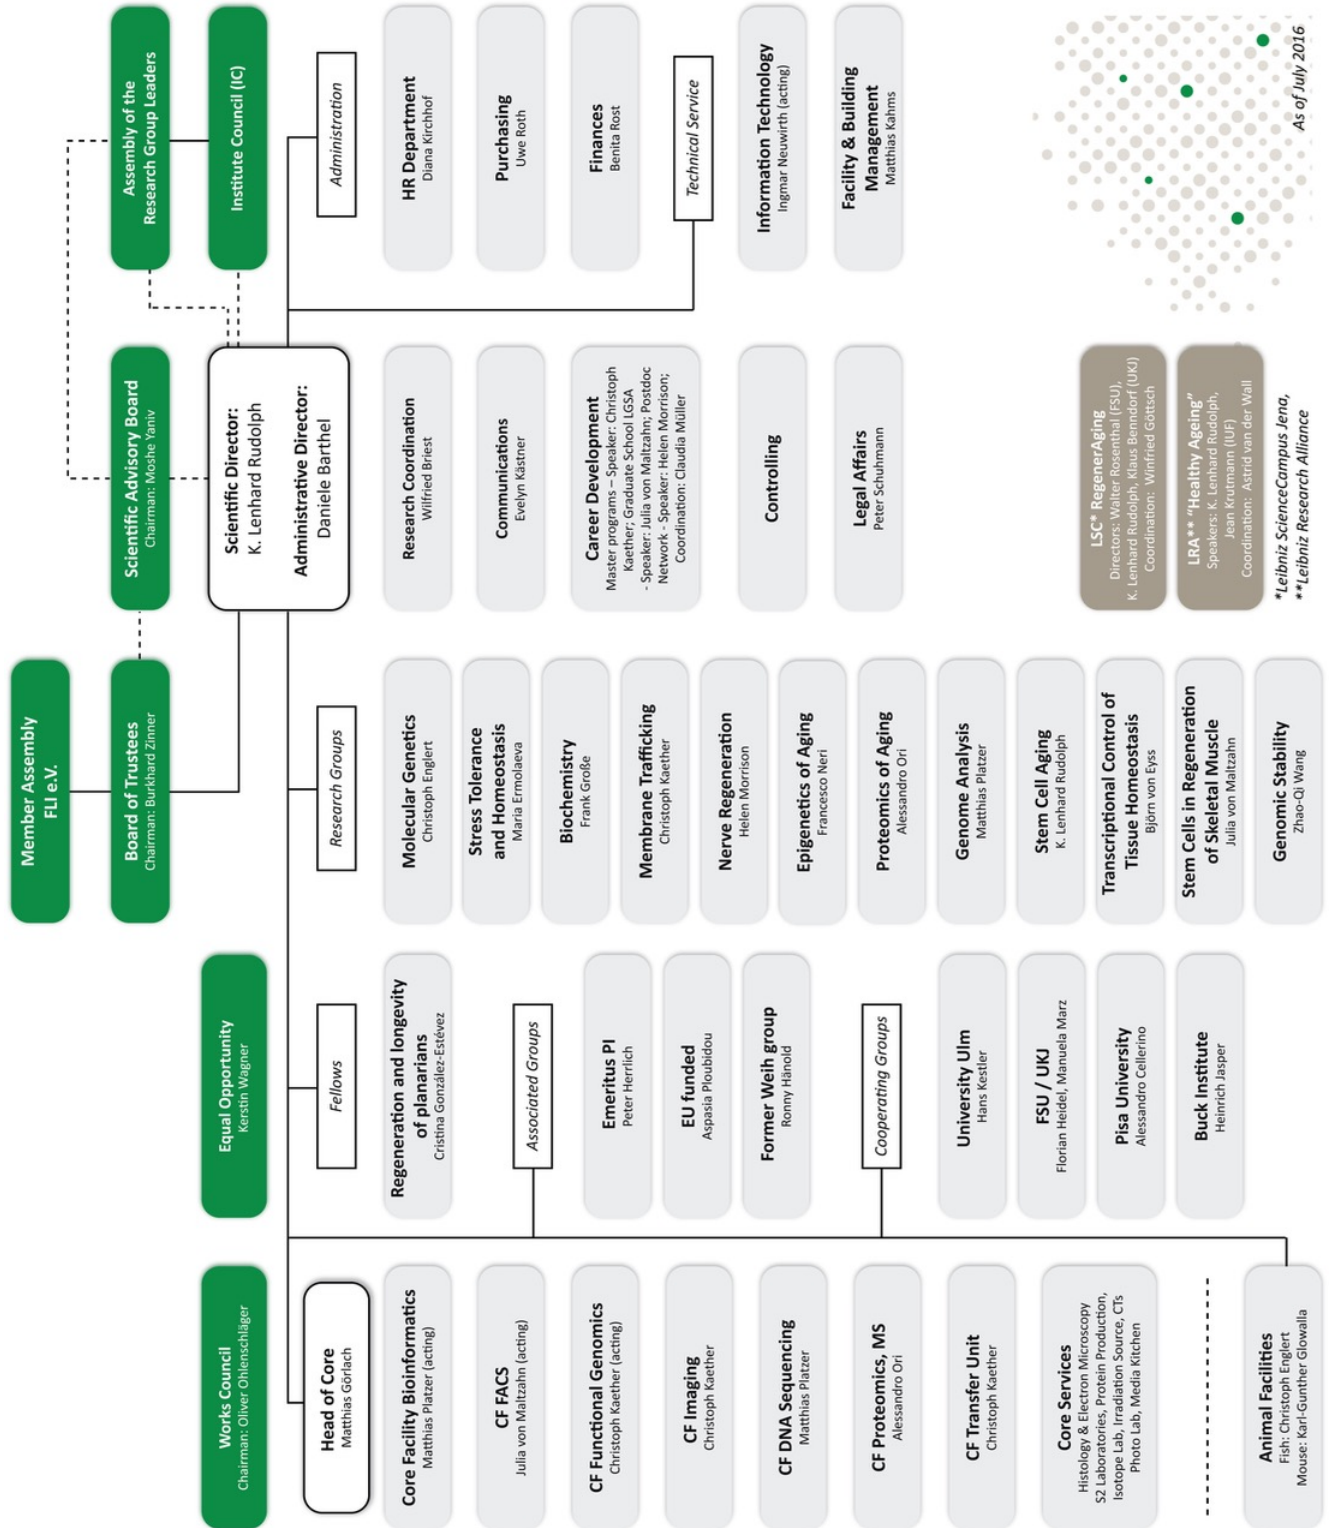 Member Assembly
FLI e.V.
Board of Trustees
Chairman: Burkhard Zinner
Scientific Advisory Board
Chairman: Moshe Yaniv
Assembly of the
Research Group Leaders
Institute Council (IC)
Works Council
Chairman: Oliver Ohlenschläger
Equal Opportunity
Kerstin Wagner
Scientific Director:
K. Lenhard Rudolph
Administrative Director:
Daniele Barthel
Head of Core
Matthias Görlach
Core Facility Bioinformatics
Matthias Platzer (acting)
CF FACS
Julia von Maltzahn (acting)
CF Functional Genomics
Christoph Kaether (acting)
CF Imaging
Christoph Kaether
CF DNA Sequencing
Matthias Platzer
CF Proteomics, MS
Alessandro Ori
CF Transfer Unit
Christoph Kaether
Core Services
Histology & Electron Microscopy
S2 Laboratories, Protein Production,
Isotope Lab, Irradiation Source, CTs
Photo Lab, Media Kitchen
Animal Facilities
Fish: Christoph Englert
Mouse: Karl-Gunther Glowalla
Fellows
Regeneration and longevity
of planarians
Cristina González-Estévez
Associated Groups
Emeritus PI
Peter Herrlich
EU funded
Aspasia Ploubidou
Former Weih group
Ronny Hänold
Cooperating Groups
University Ulm
Hans Kestler
FSU / UKJ
Florian Heidel, Manuela Marz
Pisa University
Alessandro Cellerino
Buck Institute
Heinrich Jasper
Research Groups
Molecular Genetics
Christoph Englert
Stress Tolerance
and Homeostasis
Maria Ermolaeva
Biochemistry
Frank Große
Membrane Trafficking
Christoph Kaether
Nerve Regeneration
Helen Morrison
Epigenetics of Aging
Francesco Neri
Proteomics of Aging
Alessandro Ori
Genome Analysis
Matthias Platzer
Stem Cell Aging
K. Lenhard Rudolph
Transcriptional Control of
Tissue Homeostasis
Björn von Eyss
Stem Cells in Regeneration
of Skeletal Muscle
Julia von Maltzahn
Genomic Stability
Zhao-Qi Wang
Research Coordination
Wilfried Briest
Communications
Evelyn Kästner
Career Development
Master programs – Speaker: Christoph
Kaether; Graduate School LGSA
- Speaker: Julia von Maltzahn; Postdoc
Network - Speaker: Helen Morrison;
Coordination: Claudia Müller
Controlling
Legal Affairs
Peter Schuhmann
LSC* RegenerAging
Directors: Walter Rosenthal (FSU),
K. Lenhard Rudolph, Klaus Benndorf (UKJ)
Coordination: Winfried Göttsch
LRA** "Healthy Ageing"
Speakers: K. Lenhard Rudolph,
Jean Krutmann (IUF)
Coordination: Astrid van der Wall
*Leibniz ScienceCampus Jena,
**Leibniz Research Alliance
Administration
HR Department
Diana Kirchhof
Purchasing
Uwe Roth
Finances
Benita Rost
Technical Service
Information Technology
Ingmar Neuwirth (acting)
Facility & Building
Management
Matthias Kahms
As of July 2016